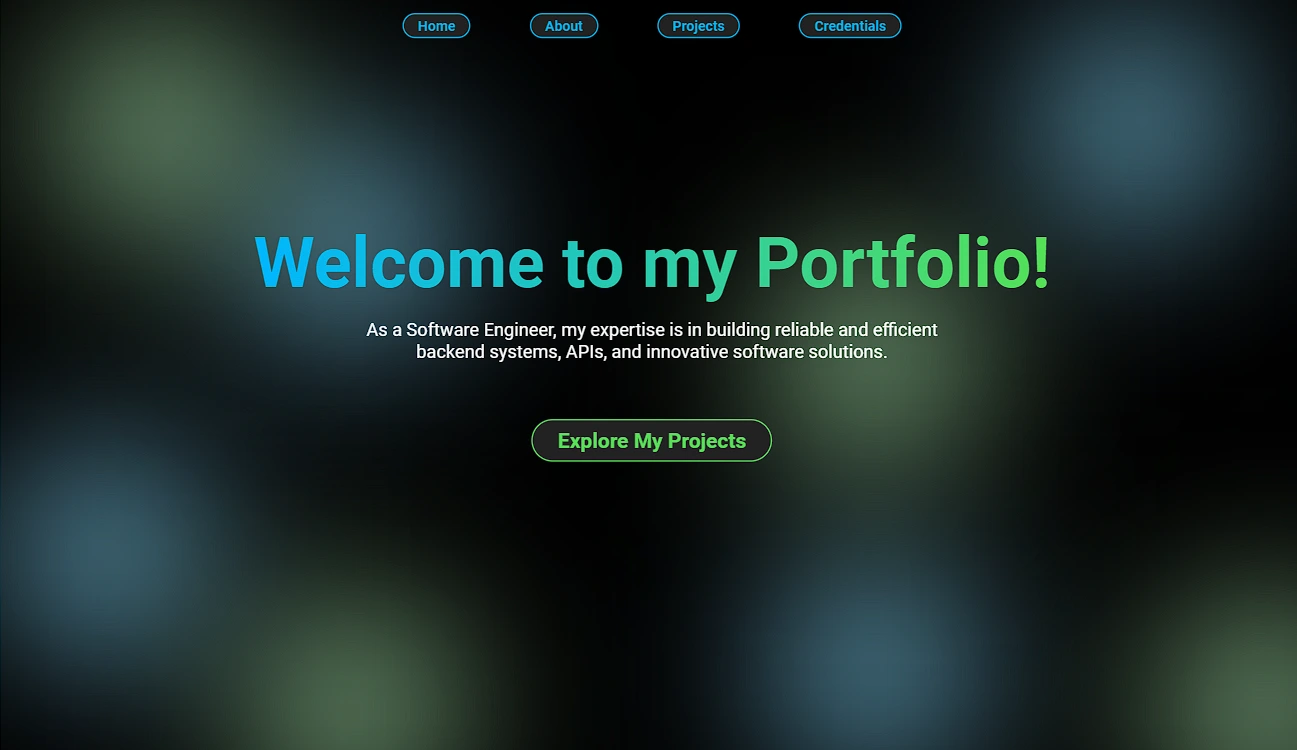 Home About Projects Credentials
Welcome to my Portfolio!
As a Software Engineer, my expertise is in building reliable and efficient
backend systems, APIs, and innovative software solutions.
Explore My Projects